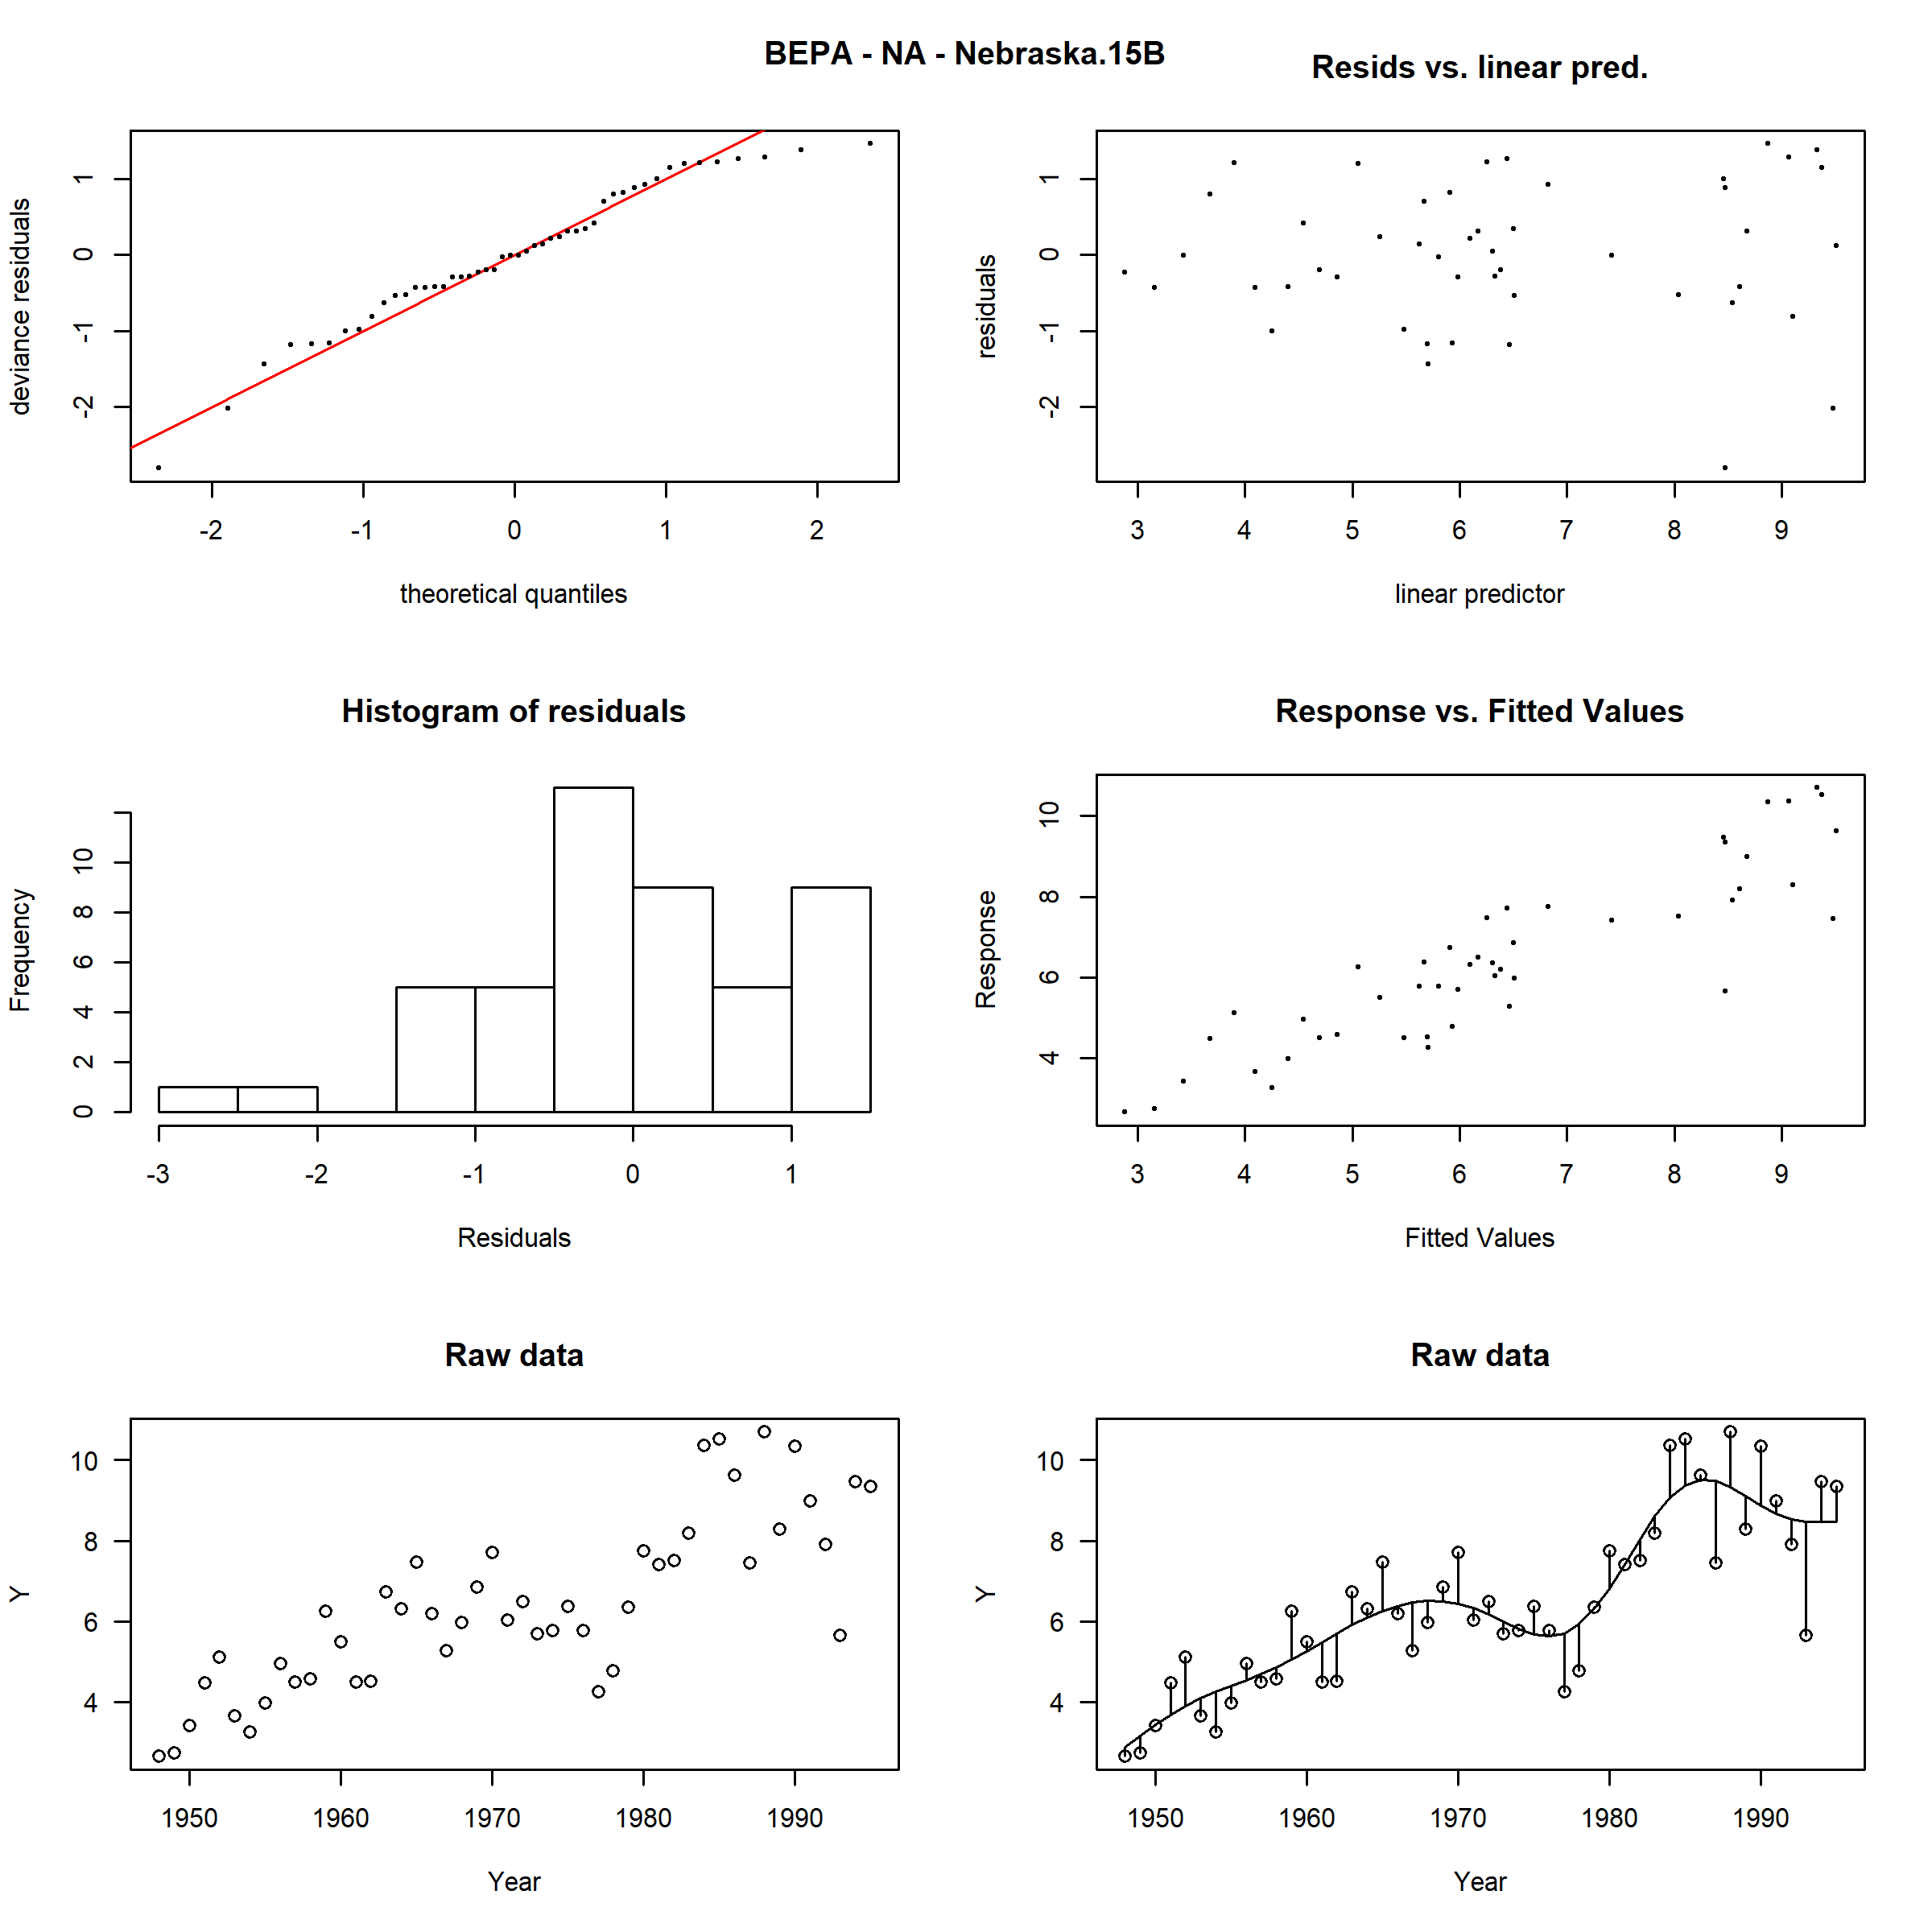 BEPA - NA - Nebraska.15B
Resids vs. linear pred.
deviance residuals
-2 -1 0 1
-2 -1 0 1 2
theoretical quantiles
residuals
-2 -1 0 1
3 4 5 6 7 8 9
linear predictor
Histogram of residuals
Frequency
0 2 4 6 8 10
-3 -2 -1 0 1
Residuals
Response vs. Fitted Values
Response
4 6 8 10
3 4 5 6 7 8 9
Fitted Values
Raw data
Y
10
8
6
4
1950 1960 1970 1980 1990
Year
Raw data
Y
10
8
6
4
1950 1960 1970 1980 1990
Year